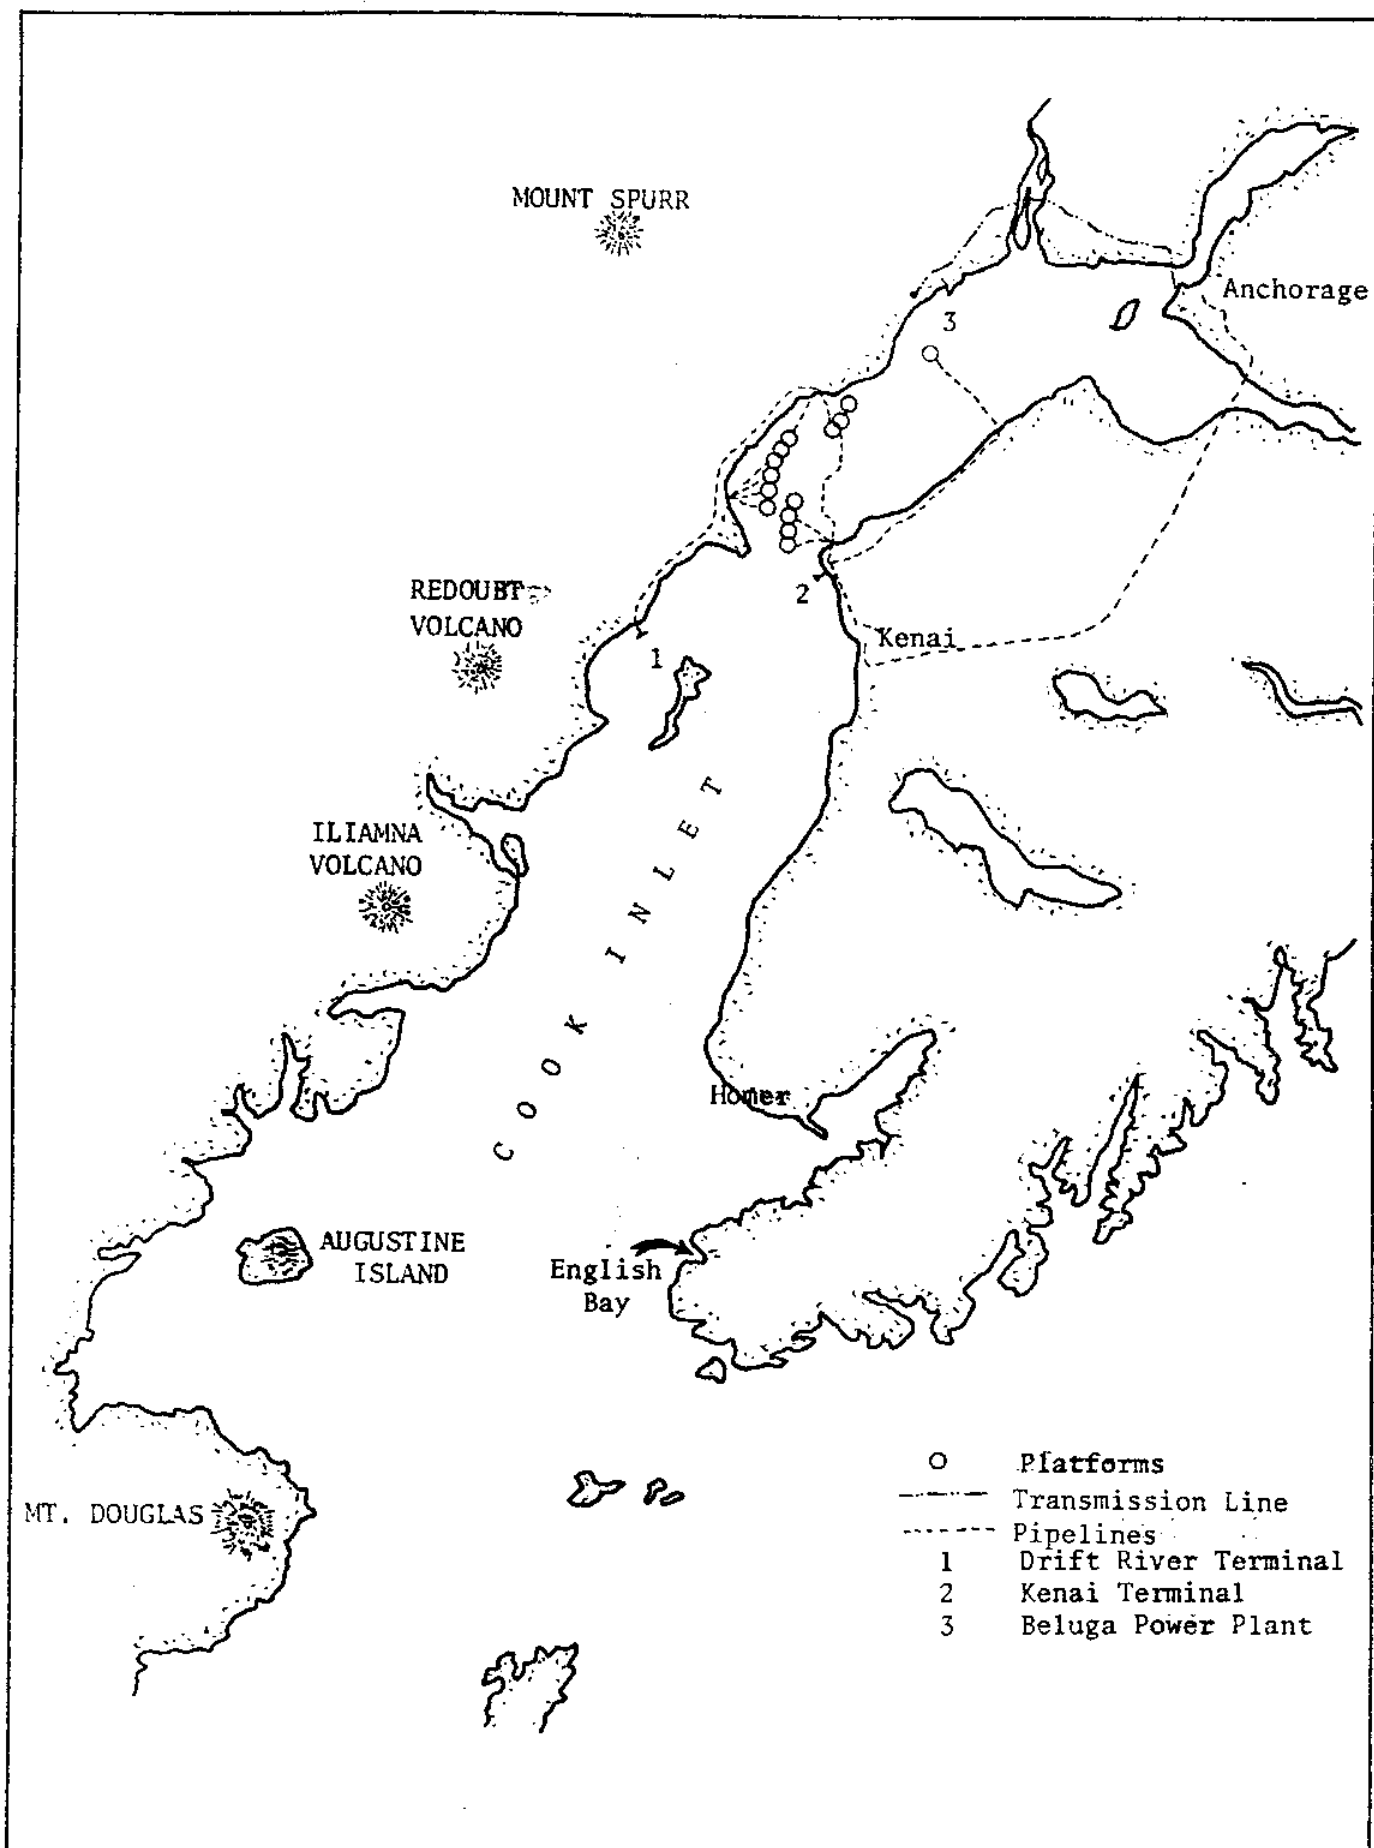 MOUNT SPURR
Anchorage
3
REDOUBT
VOLCANO
2
Kenai
1
ILIAMNA
VOLCANO
COOK INLET
Homer
AUGUSTINE
ISLAND
English
Bay
MT. DOUGLAS
Platforms
Transmission Line
Pipelines
1 Drift River Terminal
2 Kenai Terminal
3 Beluga Power Plant